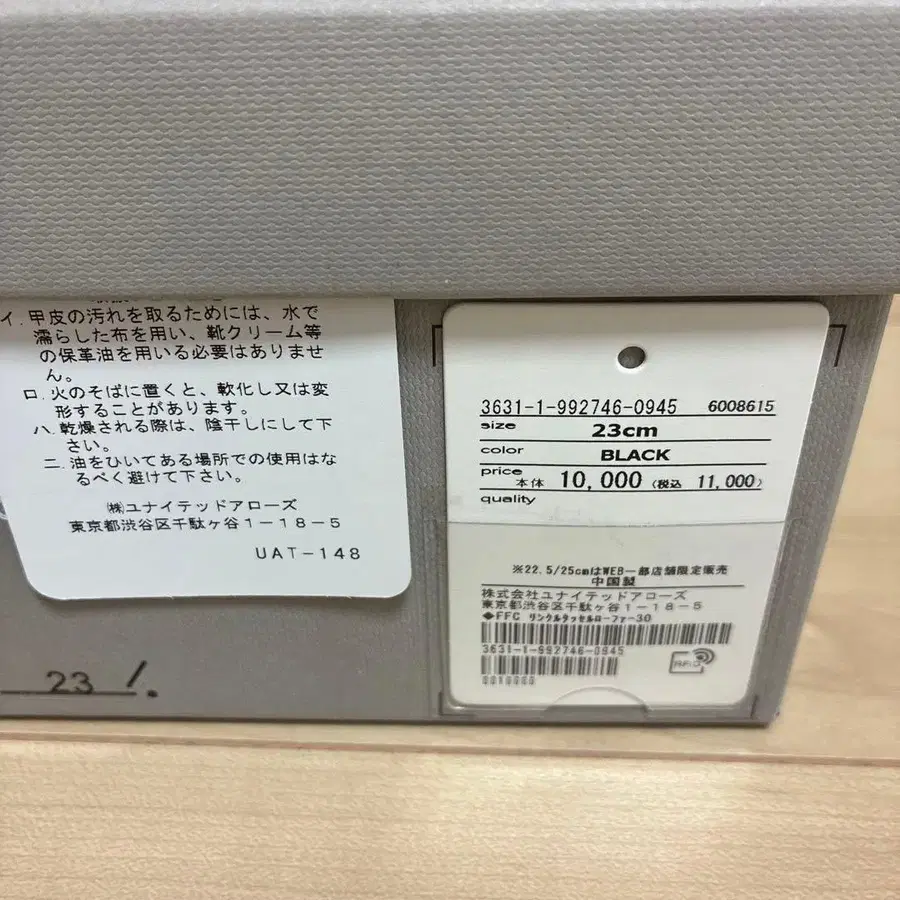 イ.甲皮の汚れを取るためには、水で
濡らした布を用い、靴クリーム等
の保革油を用いる必要はありませ
ん。
ロ.火のそばに置くと、軟化し又は変
形することがあります。
ハ.乾燥される際は、陰干しにして下
さい。
ニ.油をひいてある場所での使用はな
るべく避けて下さい。
㈱ユナイテッドアローズ
東京都渋谷区千駄ヶ谷1-18-5
UAT-148
23
3631-1-992746-0945 6008615
size 23cm
color BLACK
price 本体 10,000 (税込 11,000)
quality
※22.5/25cmはWEB一部店舗限定販売
中国製
株式会社ユナイテッドアローズ
東京都渋谷区千駄ヶ谷1-18-5
◆FFC リンクルタッセルローファー30
3631-1-992746-0945
RFID
0010000